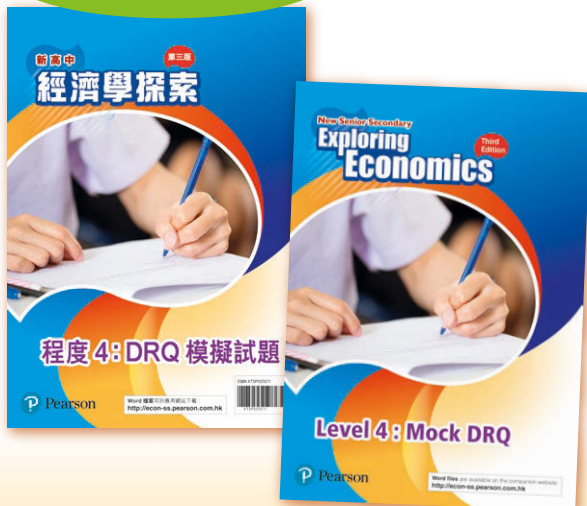 新高中
第三版
經濟學探索
程度 4:DRQ 模擬試題
Pearson
Word 檔案可於專用網站下載:
http://econ-ss.pearson.com.hk
New Senior Secondary
Exploring
Economics
Third
Edition
Level 4 : Mock DRQ
Pearson
Word files are available on the companion website
http://econ-ss.pearson.com.hk